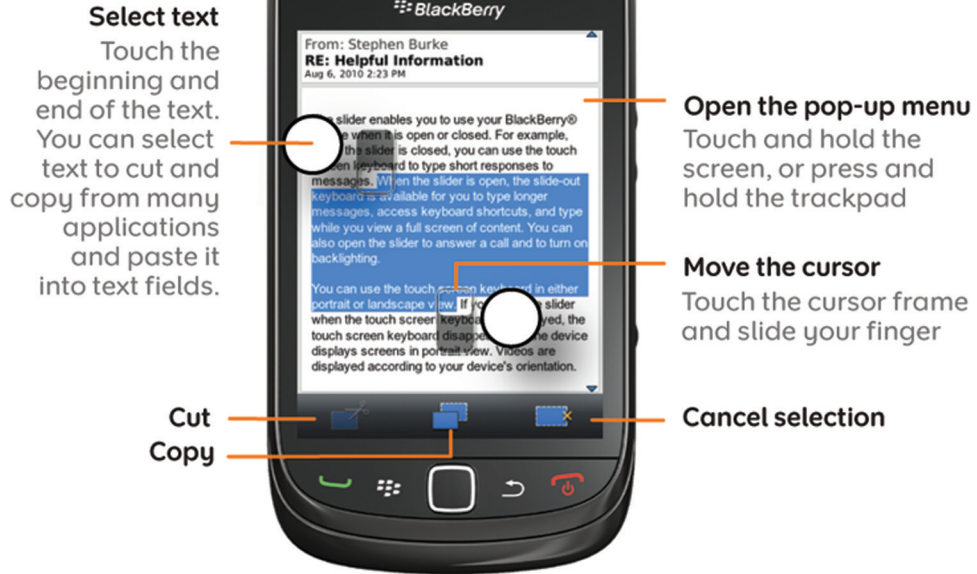 BlackBerry
Select text
Touch the
beginning and
end of the text.
You can select
text to cut and
copy from many
applications
and paste it
into text fields.
From: Stephen Burke
RE: Helpful Information
Aug 6, 2010 2:23 PM
slider enables you to use your BlackBerry®
when it is open or closed. For example,
the slider is closed, you can use the touch
keyboard to type short responses to
messages. When the slider is open, the slide-out
keyboard is available for you to type longer
messages, access keyboard shortcuts, and type
while you view a full screen of content. You can
also open the slider to answer a call and to turn on
backlighting.
You can use the touch screen keyboard in either
portrait or landscape view. If slider
when the touch screen the
touch screen keyboard device
displays screens in portrait view. Videos are
displayed according to your device's orientation.
Open the pop-up menu
Touch and hold the
screen, or press and
hold the trackpad
Move the cursor
Touch the cursor frame
and slide your finger
Cut
Copy
Cancel selection